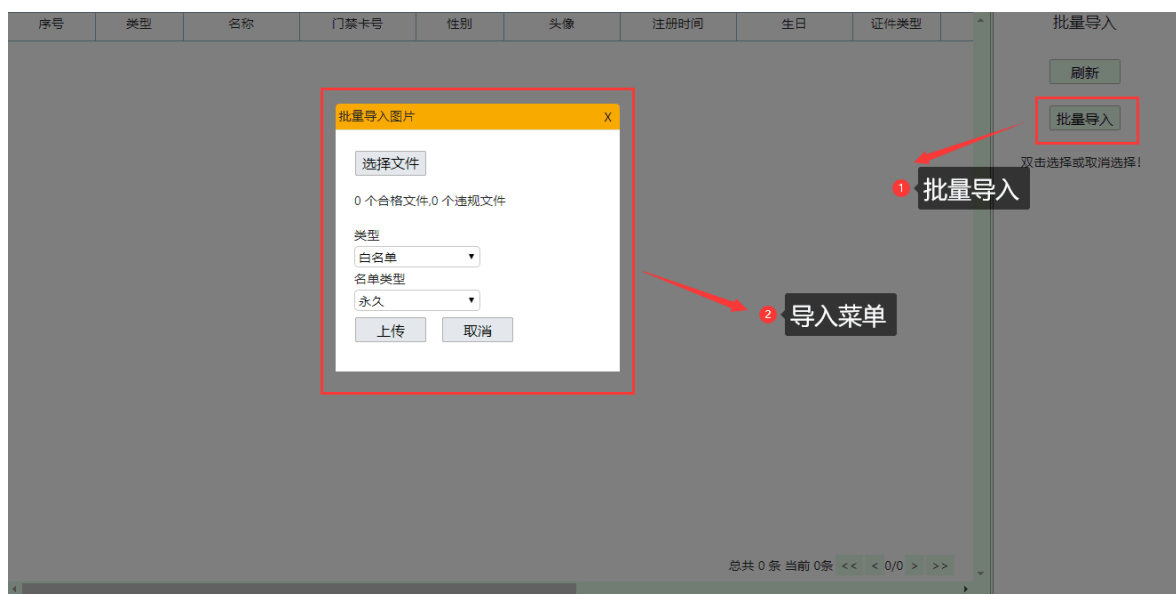 序号 类型 名称 门禁卡号 性别 头像 注册时间 生日 证件类型
批量导入
刷新
批量导入
双击选择或取消选择!
1 批量导入
批量导入图片 X
选择文件
0 个合格文件,0 个违规文件
类型
白名单
名单类型
永久
上传 取消
2 导入菜单
总共 0 条 当前 0条 << < 0/0 > >>